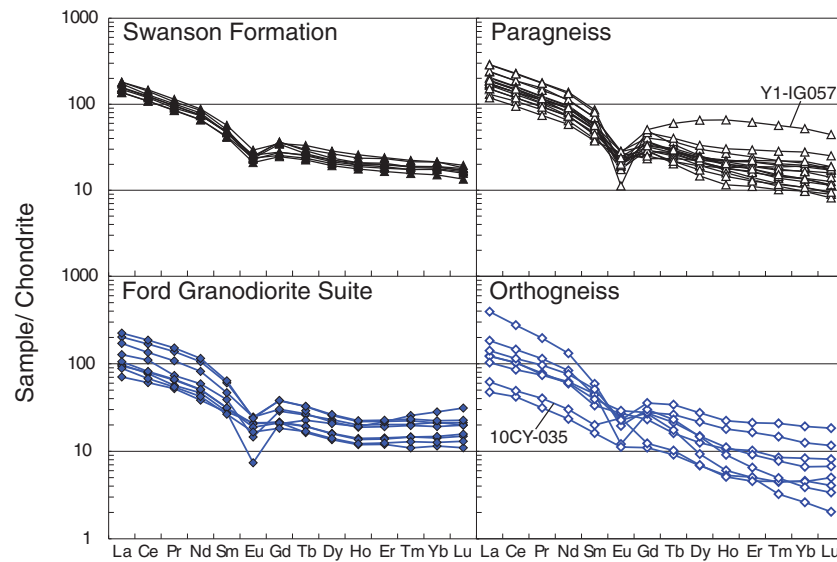 1000
Swanson Formation
Paragneiss
Y1-IG057
100
10
1000
Ford Granodiorite Suite
Orthogneiss
Sample/ Chondrite
100
10CY-035
10
1
La Ce Pr Nd Sm Eu Gd Tb Dy Ho Er Tm Yb Lu
La Ce Pr Nd Sm Eu Gd Tb Dy Ho Er Tm Yb Lu